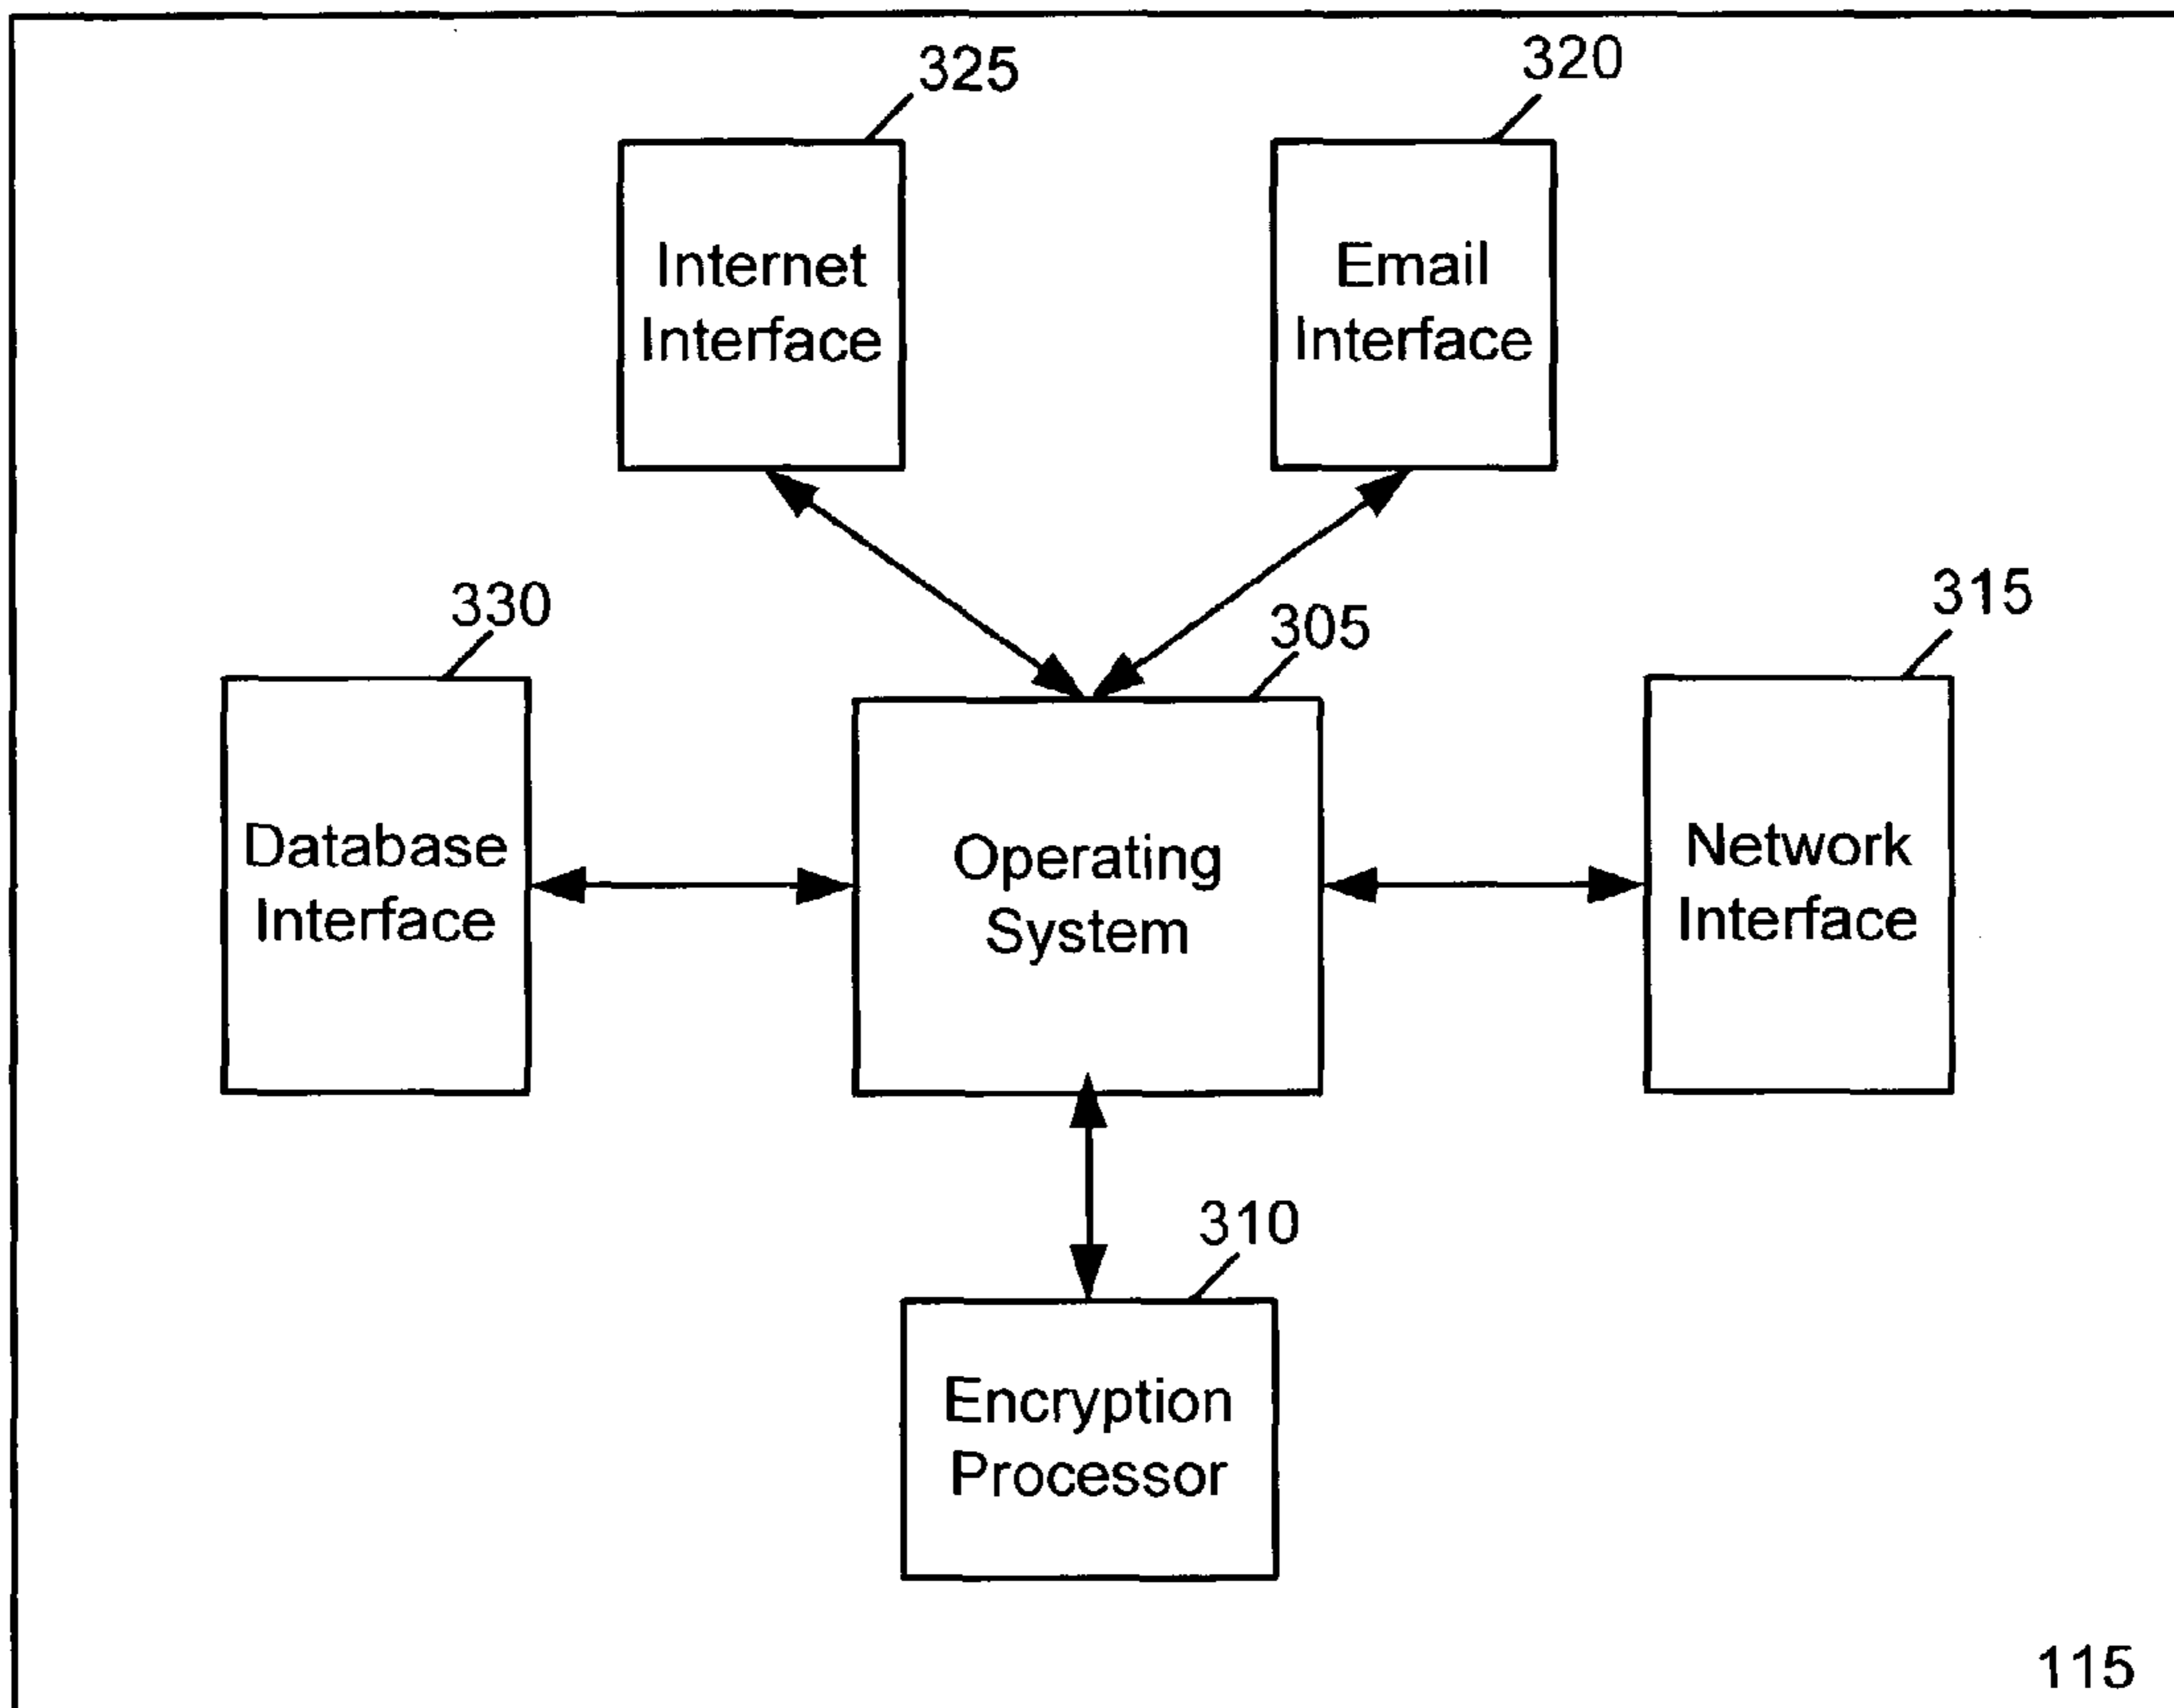 325
320
Internet
Interface
Email
Interface
330
305
315
Database
Interface
Operating
System
Network
Interface
310
Encryption
Processor
115